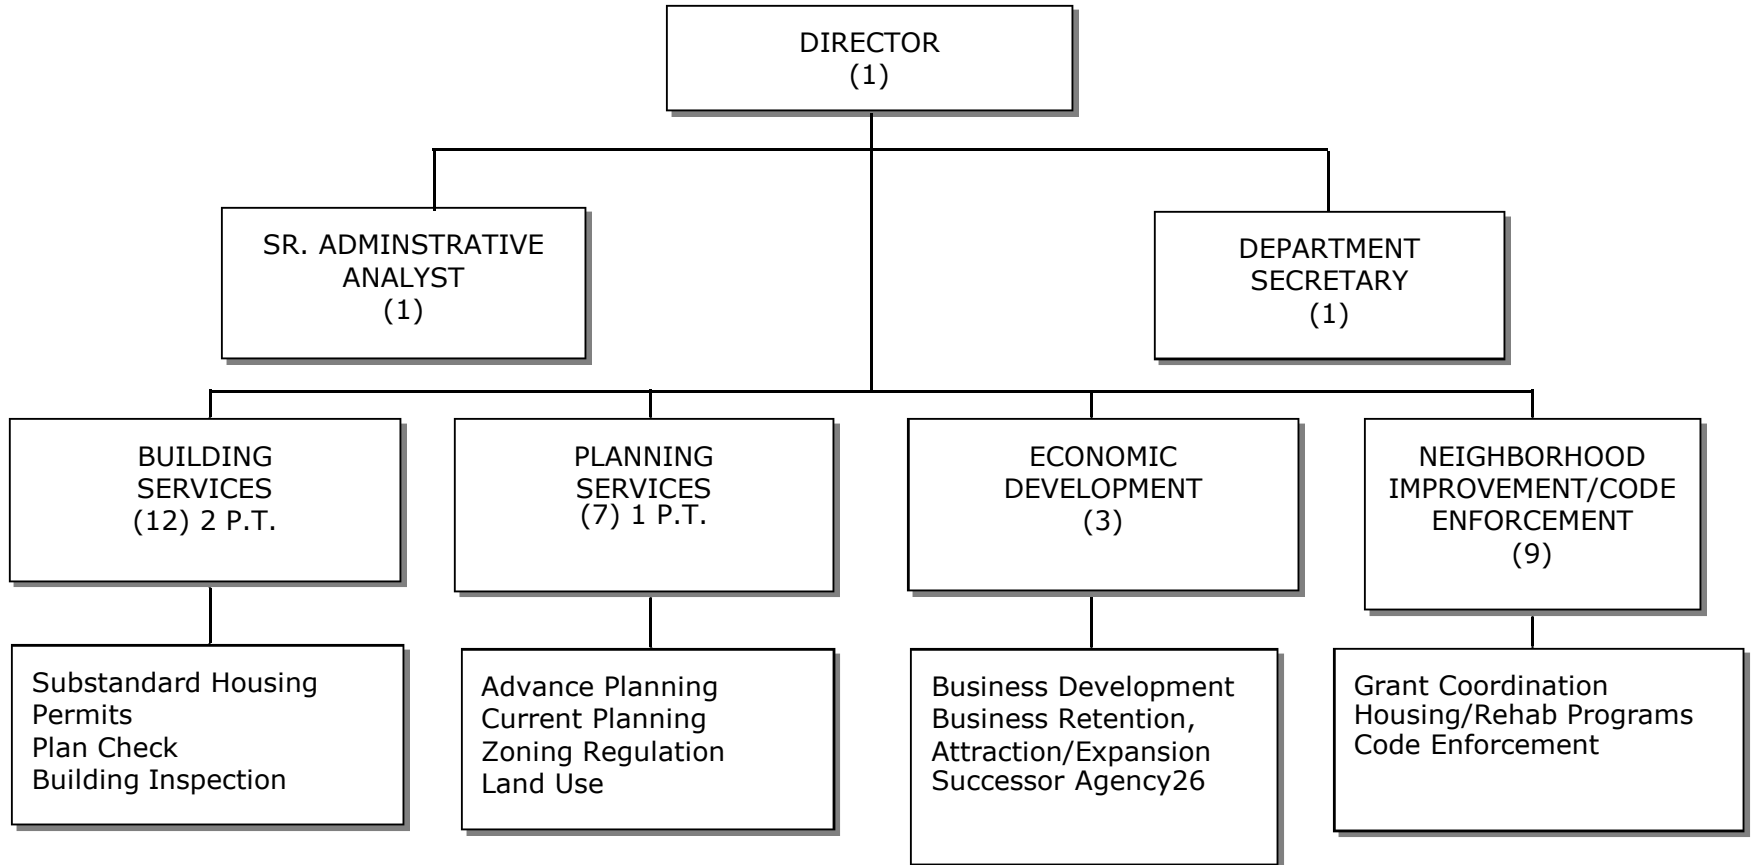 DIRECTOR
(1)
SR. ADMINSTRATIVE
ANALYST
(1)
DEPARTMENT
SECRETARY
(1)
BUILDING
SERVICES
(12) 2 P.T.
PLANNING
SERVICES
(7) 1 P.T.
ECONOMIC
DEVELOPMENT
(3)
NEIGHBORHOOD
IMPROVEMENT/CODE
ENFORCEMENT
(9)
Substandard Housing
Permits
Plan Check
Building Inspection
Advance Planning
Current Planning
Zoning Regulation
Land Use
Business Development
Business Retention,
Attraction/Expansion
Successor Agency26
Grant Coordination
Housing/Rehab Programs
Code Enforcement